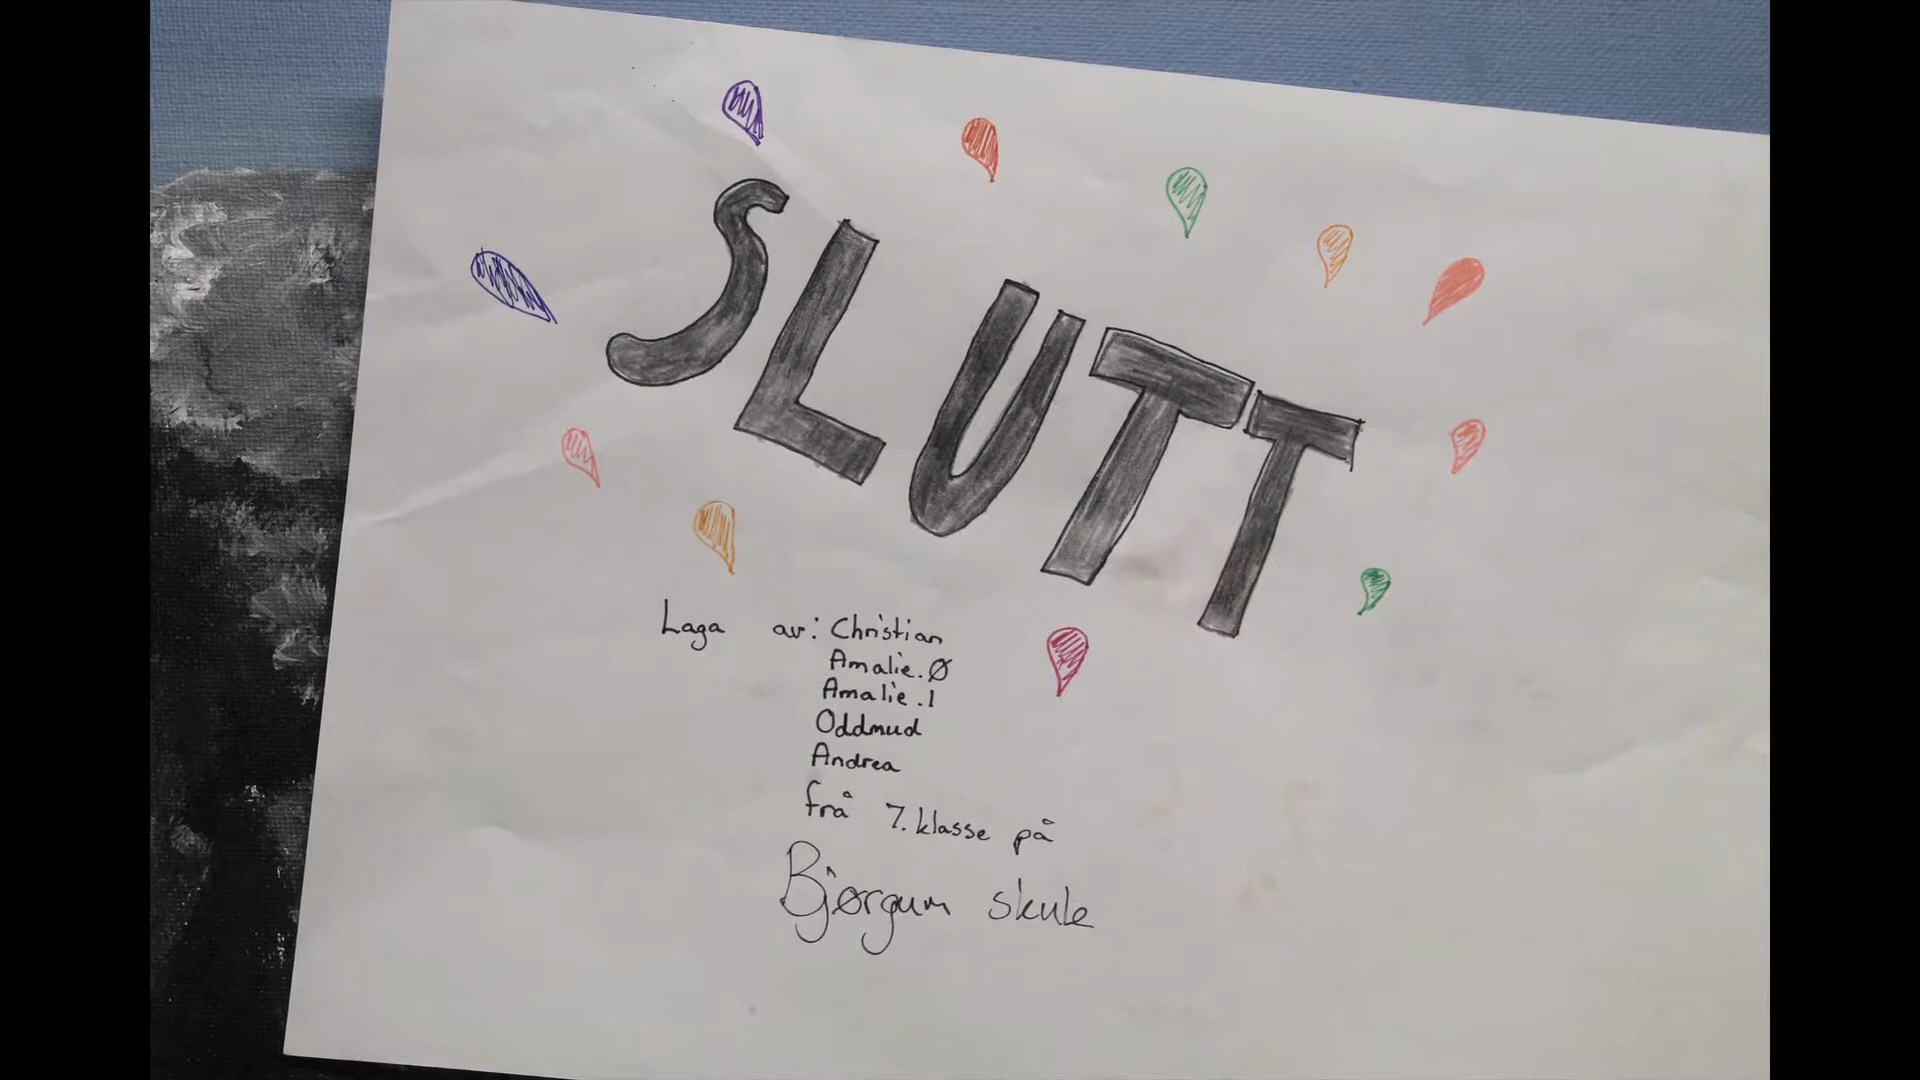 SLUTT
Laga av: Christian
Amalie.Ø
Amalie.I
Oddmud
Andrea
frå 7. klasse på
Bjørgum skule